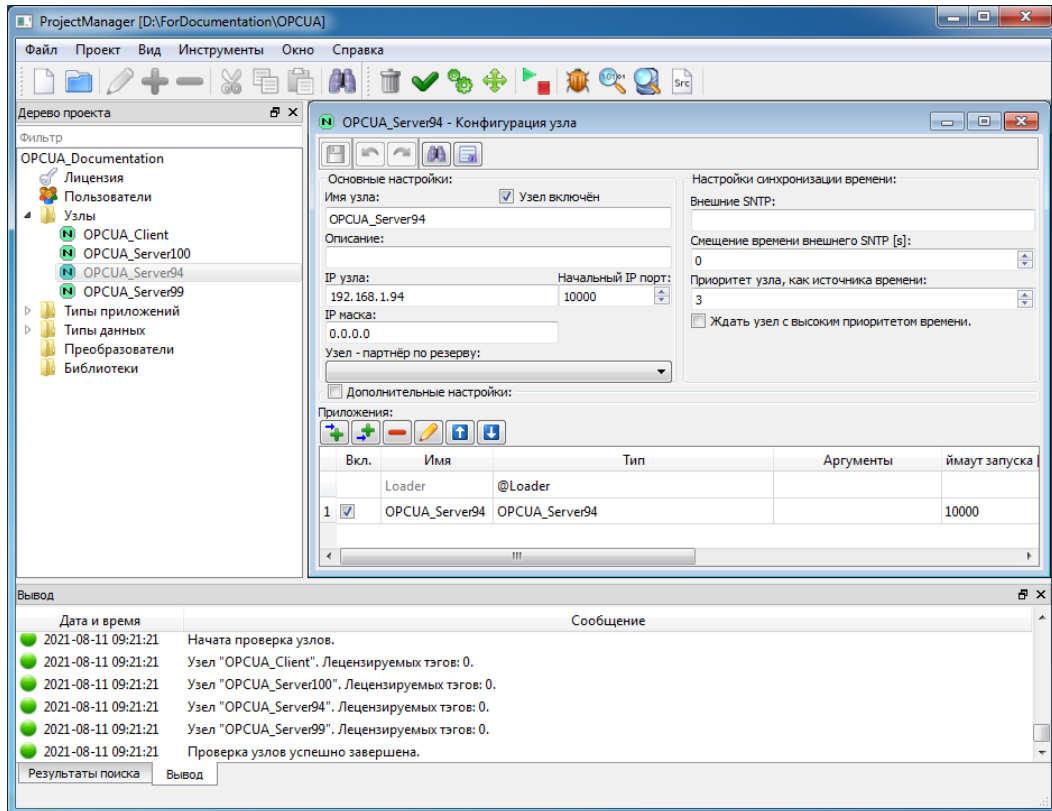 ProjectManager [D:\ForDocumentation\OPCUA]
Файл Проект Вид Инструменты Окно Справка
Src
Дерево проекта
Фильтр
OPCUA_Documentation
Лицензия
Пользователи
Узлы
OPCUA_Client
OPCUA_Server100
OPCUA_Server94
OPCUA_Server99
Типы приложений
Типы данных
Преобразователи
Библиотеки
OPCUA_Server94 - Конфигурация узла
Основные настройки:
Имя узла: Узел включён
OPCUA_Server94
Описание:
IP узла: Начальный IP порт:
192.168.1.94 10000
IP маска:
0.0.0.0
Узел - партнёр по резерву:
Настройки синхронизации времени:
Внешние SNTP:
Смещение времени внешнего SNTP [s]:
0
Приоритет узла, как источника времени:
3
Ждать узел с высоким приоритетом времени.
Дополнительные настройки:
Приложения:
Вкл. Имя Тип Аргументы ймаут запуска [
Loader @Loader
1 OPCUA_Server94 OPCUA_Server94 10000
Вывод
Дата и время Сообщение
2021-08-11 09:21:21 Начата проверка узлов.
2021-08-11 09:21:21 Узел "OPCUA_Client". Лецензируемых тэгов: 0.
2021-08-11 09:21:21 Узел "OPCUA_Server100". Лецензируемых тэгов: 0.
2021-08-11 09:21:21 Узел "OPCUA_Server94". Лецензируемых тэгов: 0.
2021-08-11 09:21:21 Узел "OPCUA_Server99". Лецензируемых тэгов: 0.
2021-08-11 09:21:21 Проверка узлов успешно завершена.
Результаты поиска Вывод